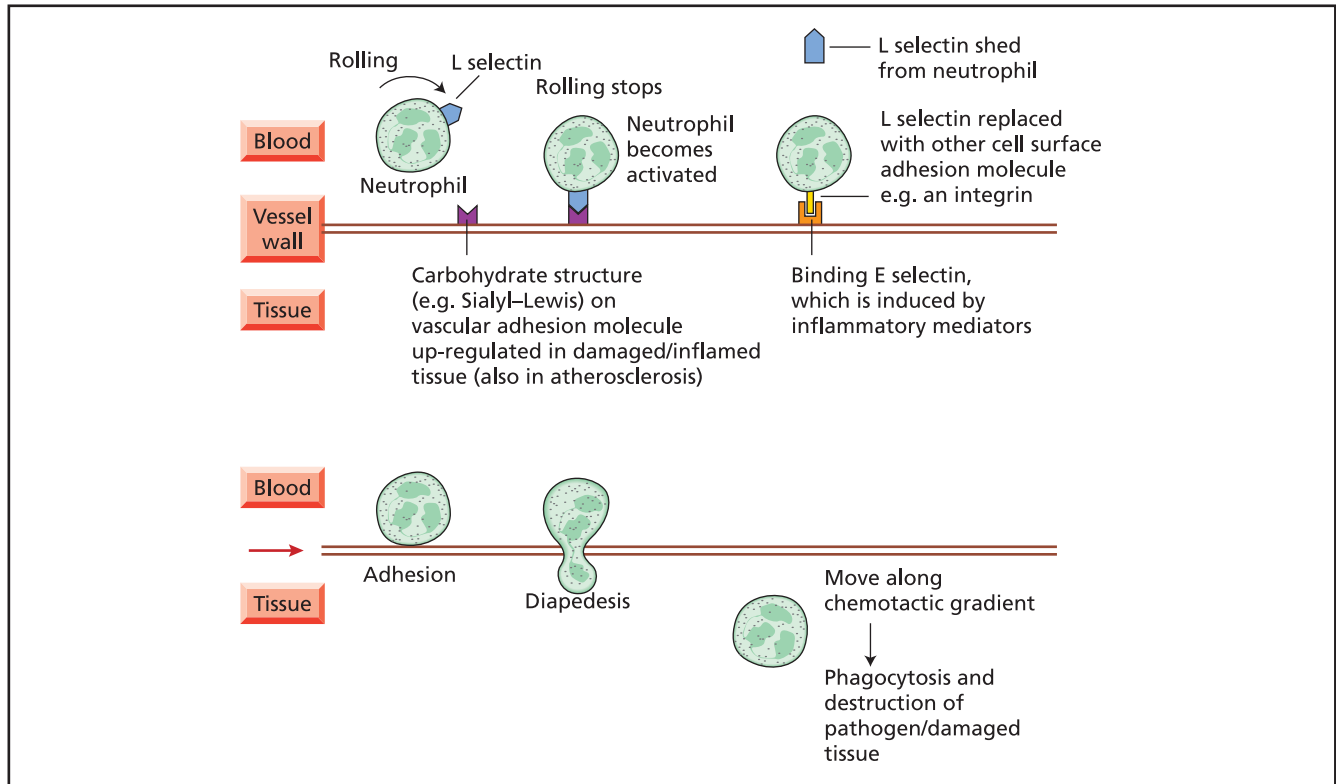 Rolling
L selectin
Rolling stops
L selectin shed
from neutrophil
Blood
Neutrophil
Neutrophil
becomes
activated
L selectin replaced
with other cell surface
adhesion molecule
e.g. an integrin
Vessel
wall
Tissue
Carbohydrate structure
(e.g. Sialyl–Lewis) on
vascular adhesion molecule
up-regulated in damaged/inflamed
tissue (also in atherosclerosis)
Binding E selectin,
which is induced by
inflammatory mediators
Blood
Tissue
Adhesion
Diapedesis
Move along
chemotactic gradient
Phagocytosis and
destruction of
pathogen/damaged
tissue